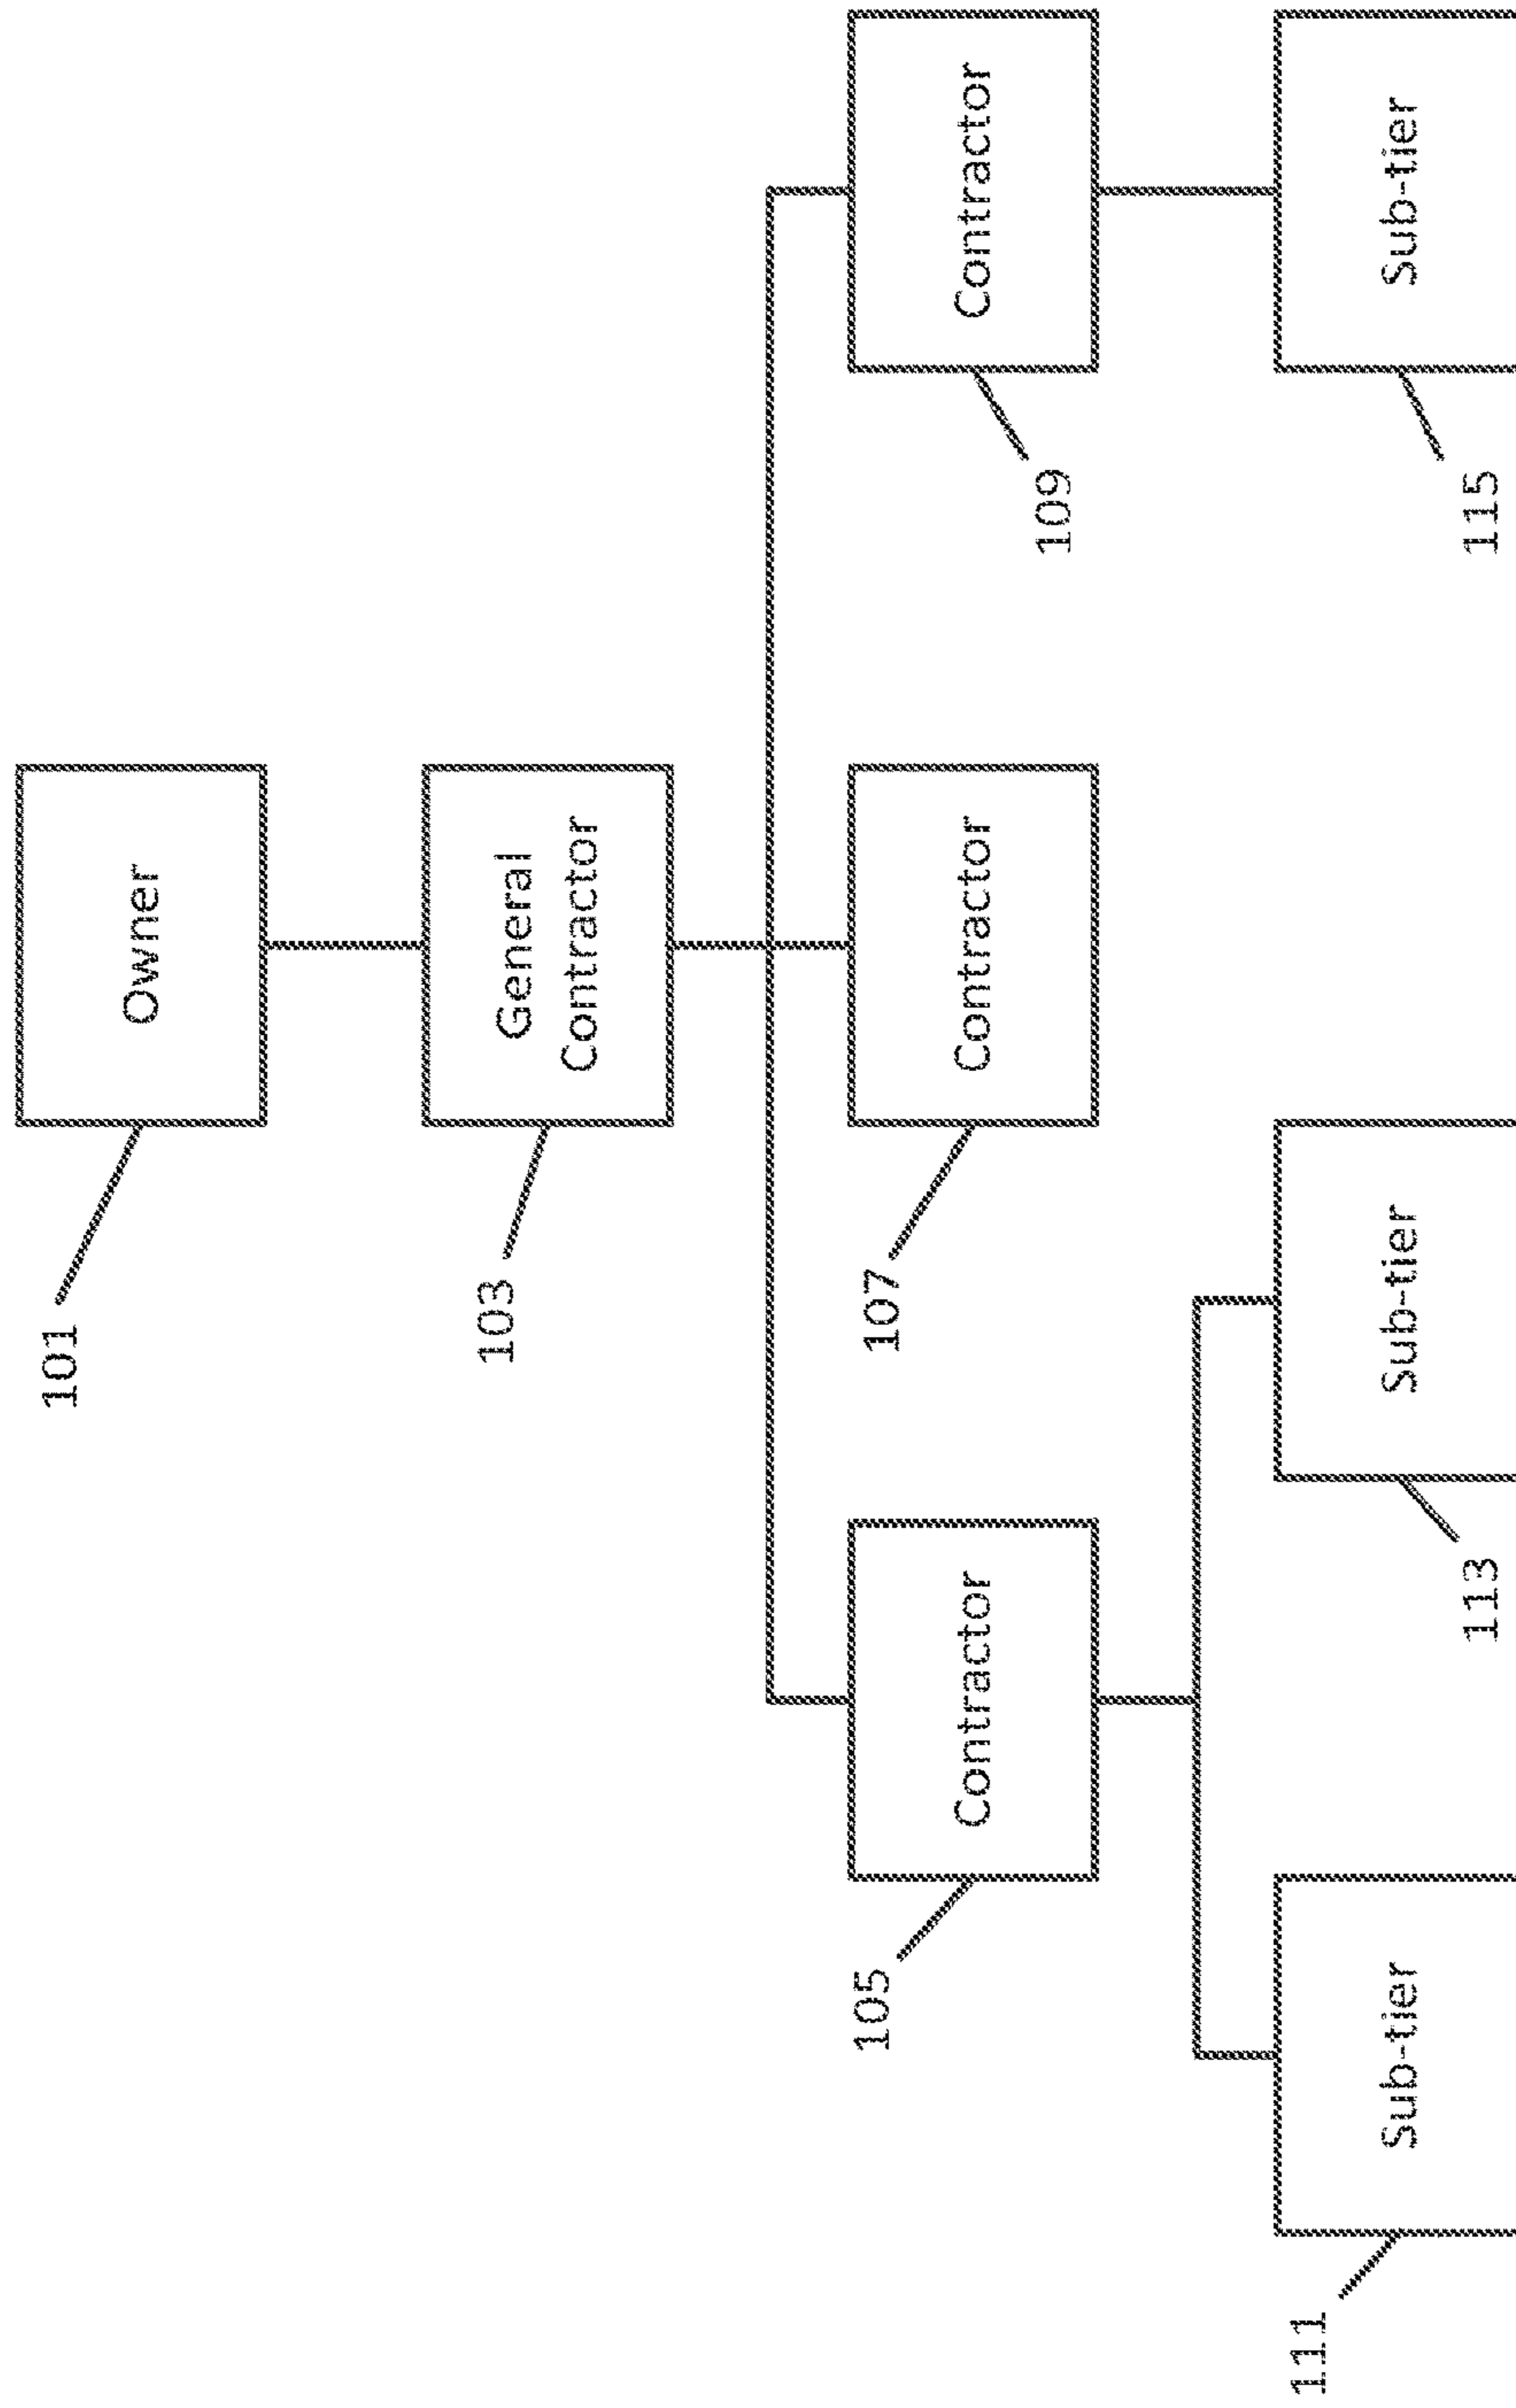 Owner
101
General
Contractor
103
Contractor
105
Contractor
107
Contractor
109
Sub-tier
111
Sub-tier
113
Sub-tier
115